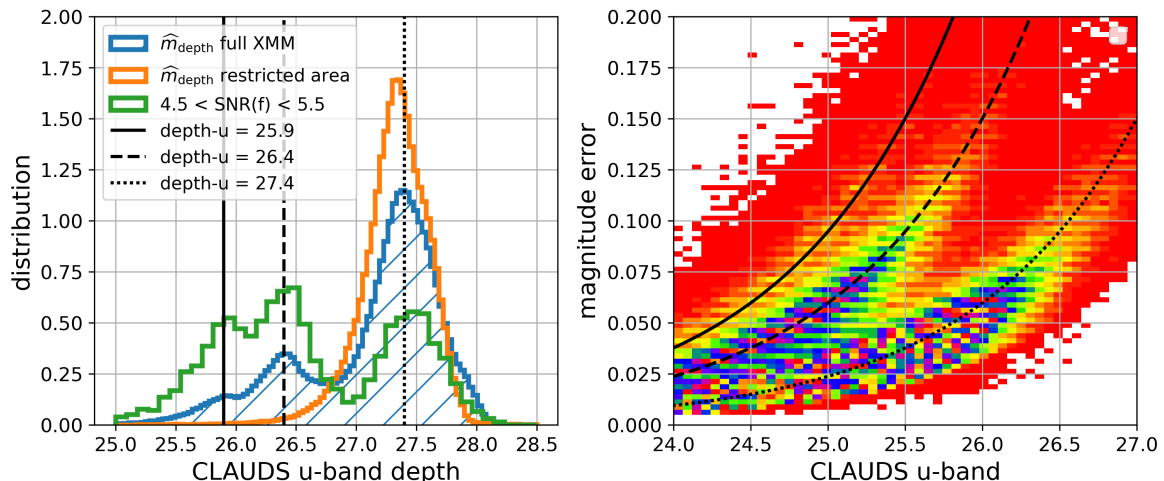 2.00
1.75
1.50
1.25
1.00
0.75
0.50
0.25
0.00
distribution
m̂depth full XMM
m̂depth restricted area
4.5 < SNR(f) < 5.5
depth-u = 25.9
depth-u = 26.4
depth-u = 27.4
25.0 25.5 26.0 26.5 27.0 27.5 28.0 28.5
CLAUDS u-band depth
0.200
0.175
0.150
0.125
0.100
0.075
0.050
0.025
0.000
magnitude error
24.0 24.5 25.0 25.5 26.0 26.5 27.0
CLAUDS u-band